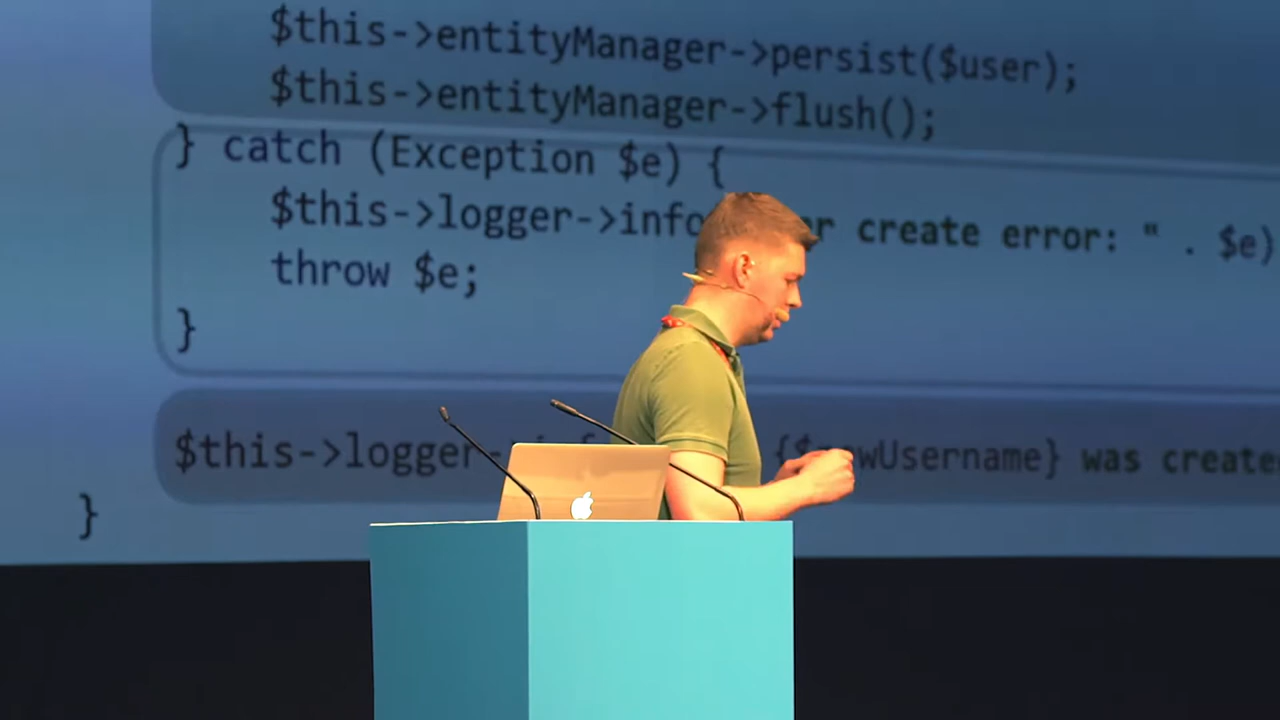 $this->entityManager->persist($user);
$this->entityManager->flush();
} catch (Exception $e) {
$this->logger->info r create error: " . $e)
throw $e;
}
$this->logger- {$ wUsername} was create
}